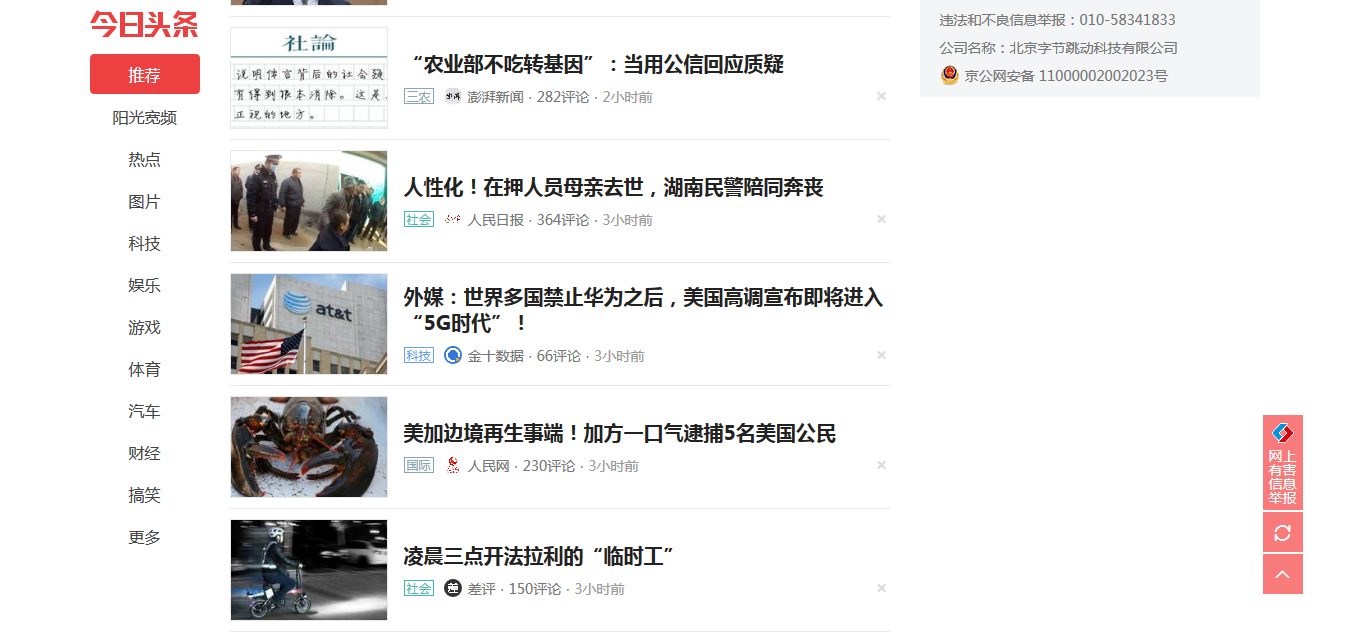 今日头条
推荐
阳光宽频
热点
图片
科技
娱乐
游戏
体育
汽车
财经
搞笑
更多
社論
说明传言背后的社会疑
有得到根本消除。这是
正视的地方。
“农业部不吃转基因”：当用公信回应质疑
三农 澎湃新闻 · 282评论 · 2小时前
人性化！在押人员母亲去世，湖南民警陪同奔丧
社会 人民日报 · 364评论 · 3小时前
at&t
外媒：世界多国禁止华为之后，美国高调宣布即将进入
“5G时代”！
科技 金十数据 · 66评论 · 3小时前
美加边境再生事端！加方一口气逮捕5名美国公民
国际 人民网 · 230评论 · 3小时前
凌晨三点开法拉利的“临时工”
社会 差评 · 150评论 · 3小时前
违法和不良信息举报：010-58341833
公司名称：北京字节跳动科技有限公司
京公网安备 11000002002023号
网上
有害
信息
举报